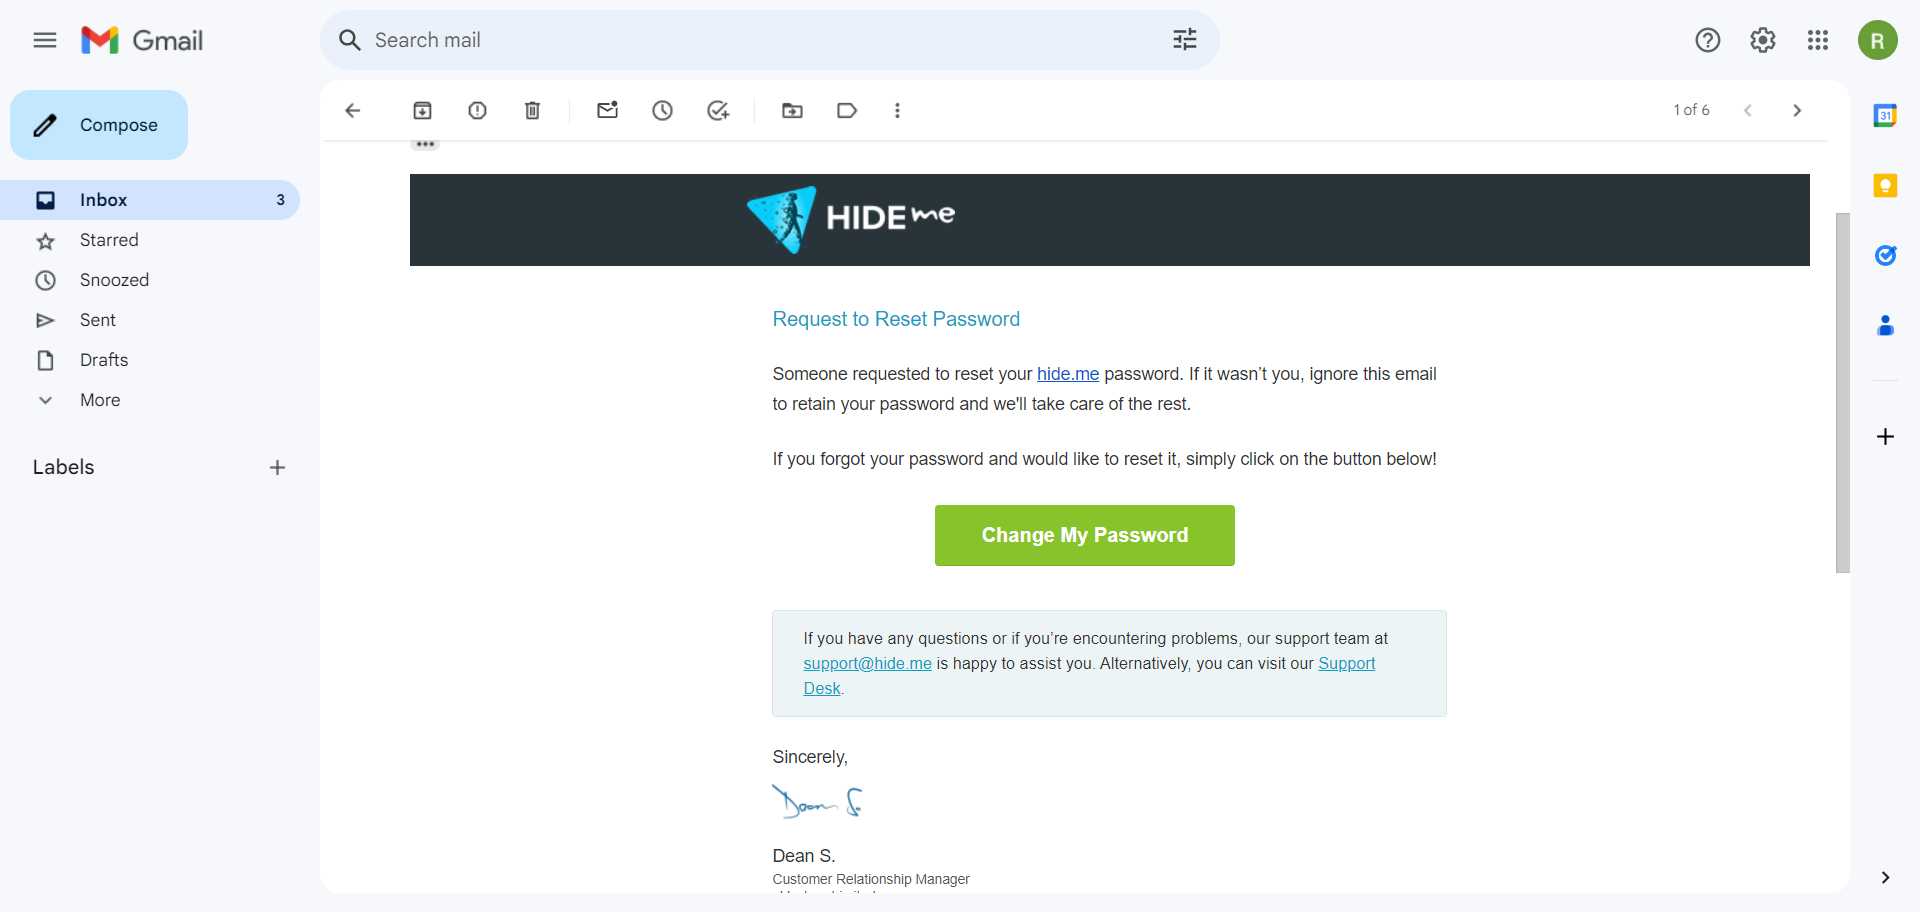 Gmail
Search mail
R
Compose
1 of 6
31
Inbox 3
Starred
Snoozed
Sent
Drafts
More
Labels
HIDE me
Request to Reset Password
Someone requested to reset your hide.me password. If it wasn’t you, ignore this email
to retain your password and we'll take care of the rest.
If you forgot your password and would like to reset it, simply click on the button below!
Change My Password
If you have any questions or if you’re encountering problems, our support team at
support@hide.me is happy to assist you. Alternatively, you can visit our Support
Desk.
Sincerely,
Dean S.
Dean S.
Customer Relationship Manager